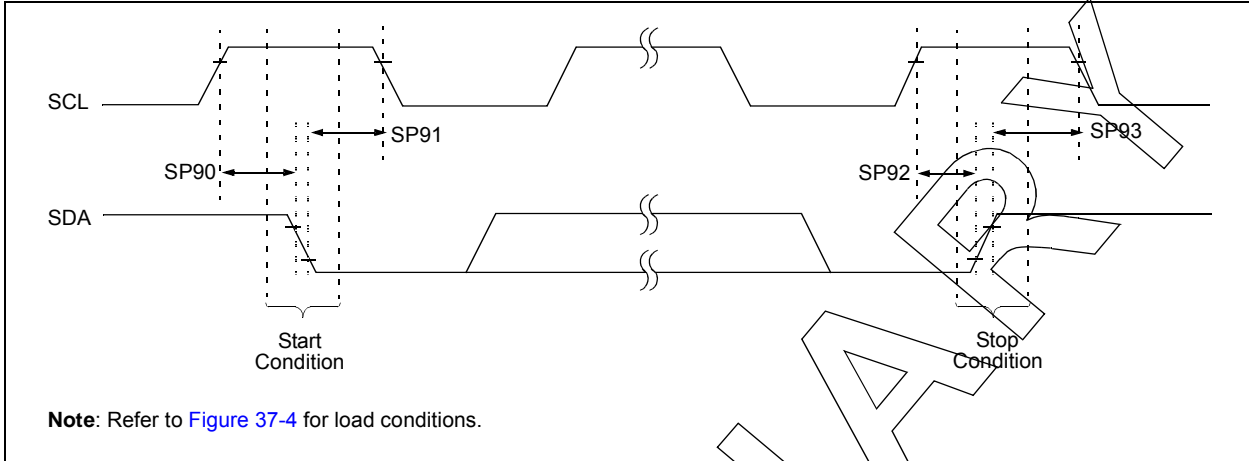 SCL
SP91
SP93
SP90
SP92
SDA
Start
Condition
Stop
Condition
Note: Refer to Figure 37-4 for load conditions.